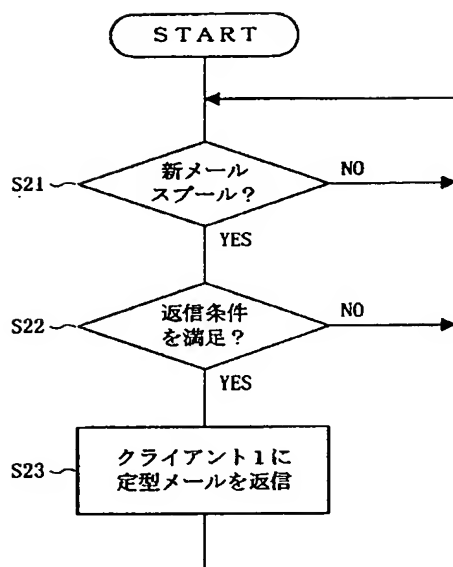 START
新メール
スプール？
S21
NO
YES
返信条件
を満足？
S22
NO
YES
クライアント1に
定型メールを返信
S23